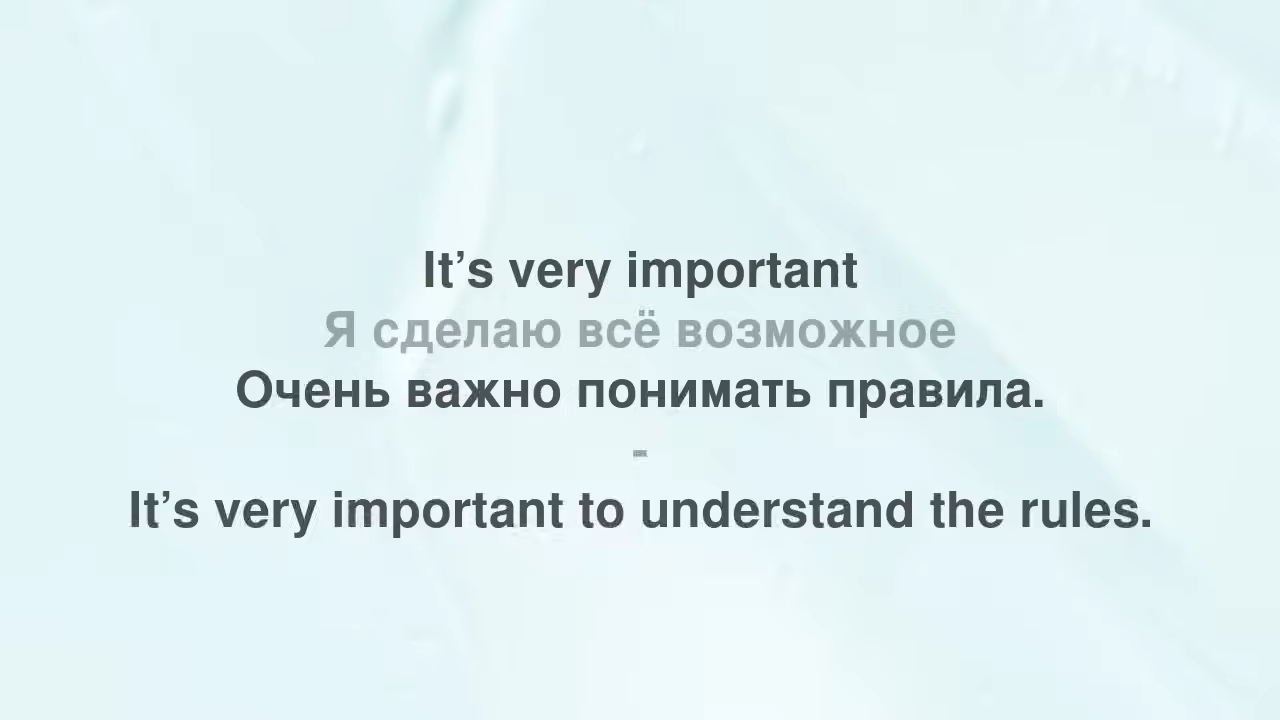 It’s very important
Я сделаю всё возможное
Очень важно понимать правила.
-
It’s very important to understand the rules.